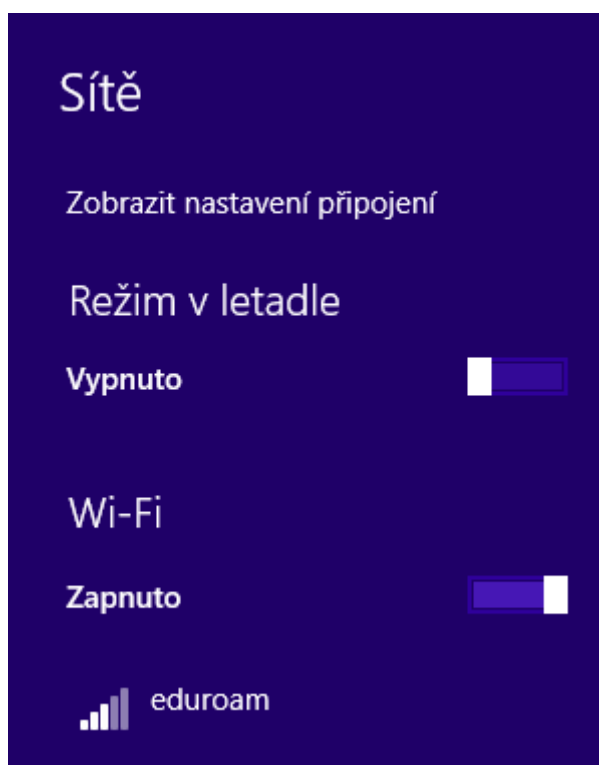 Sítě
Zobrazit nastavení připojení
Režim v letadle
Vypnuto
Wi-Fi
Zapnuto
eduroam